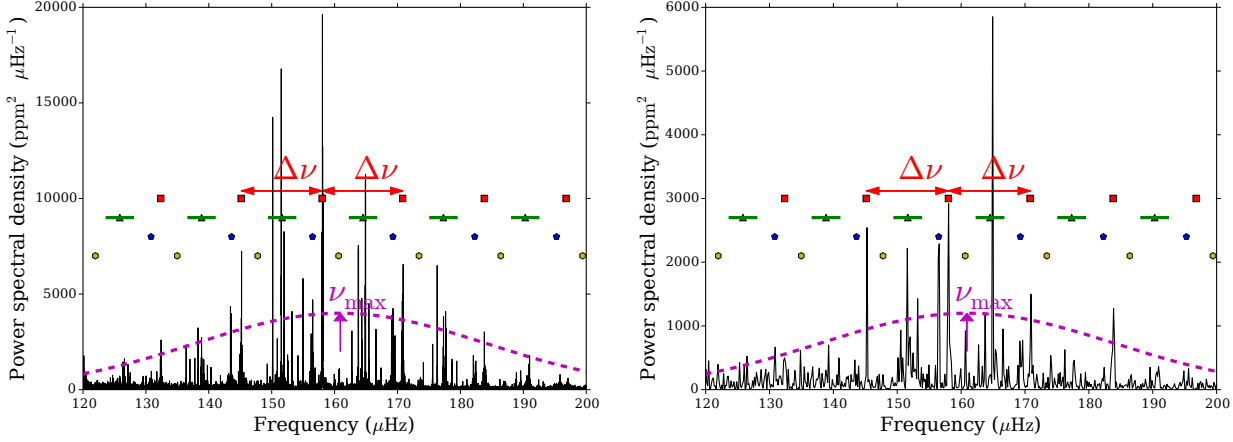 20000
15000
10000
5000
0
Power spectral density (ppm² μHz⁻¹)
Δν Δν
ν_max
120 130 140 150 160 170 180 190 200
Frequency (μHz)
6000
5000
4000
3000
2000
1000
0
Power spectral density (ppm² μHz⁻¹)
Δν Δν
ν_max
120 130 140 150 160 170 180 190 200
Frequency (μHz)